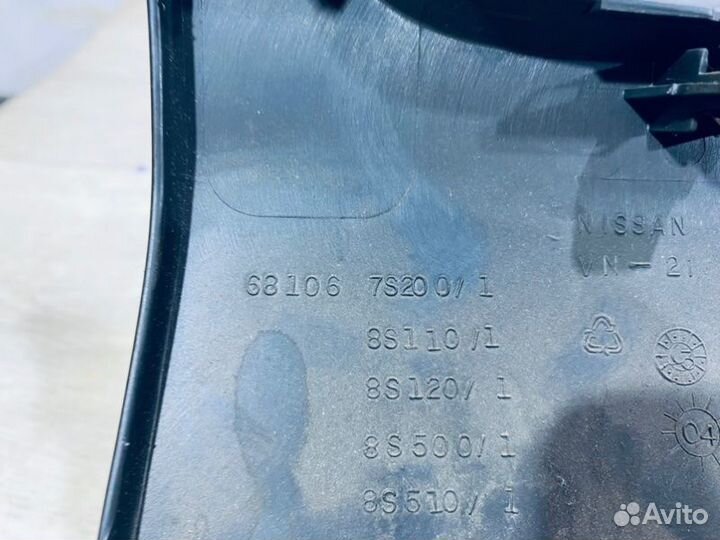 NISSAN
VN-21
68106 7S200/1
8S110/1
8S120/1
8S500/1
8S510/1
04
Avito